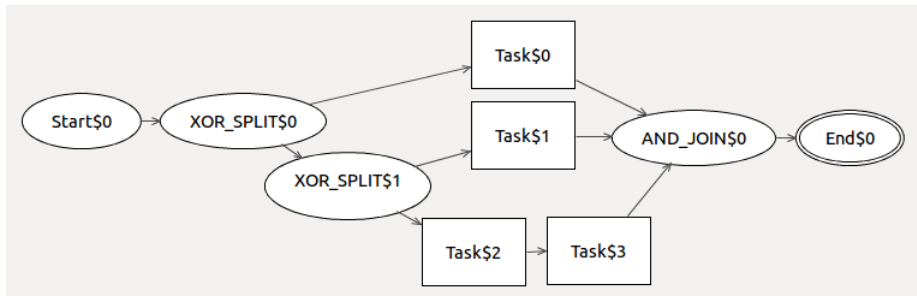 Task$0
Start$0
XOR_SPLIT$0
Task$1
AND_JOIN$0
End$0
XOR_SPLIT$1
Task$2
Task$3